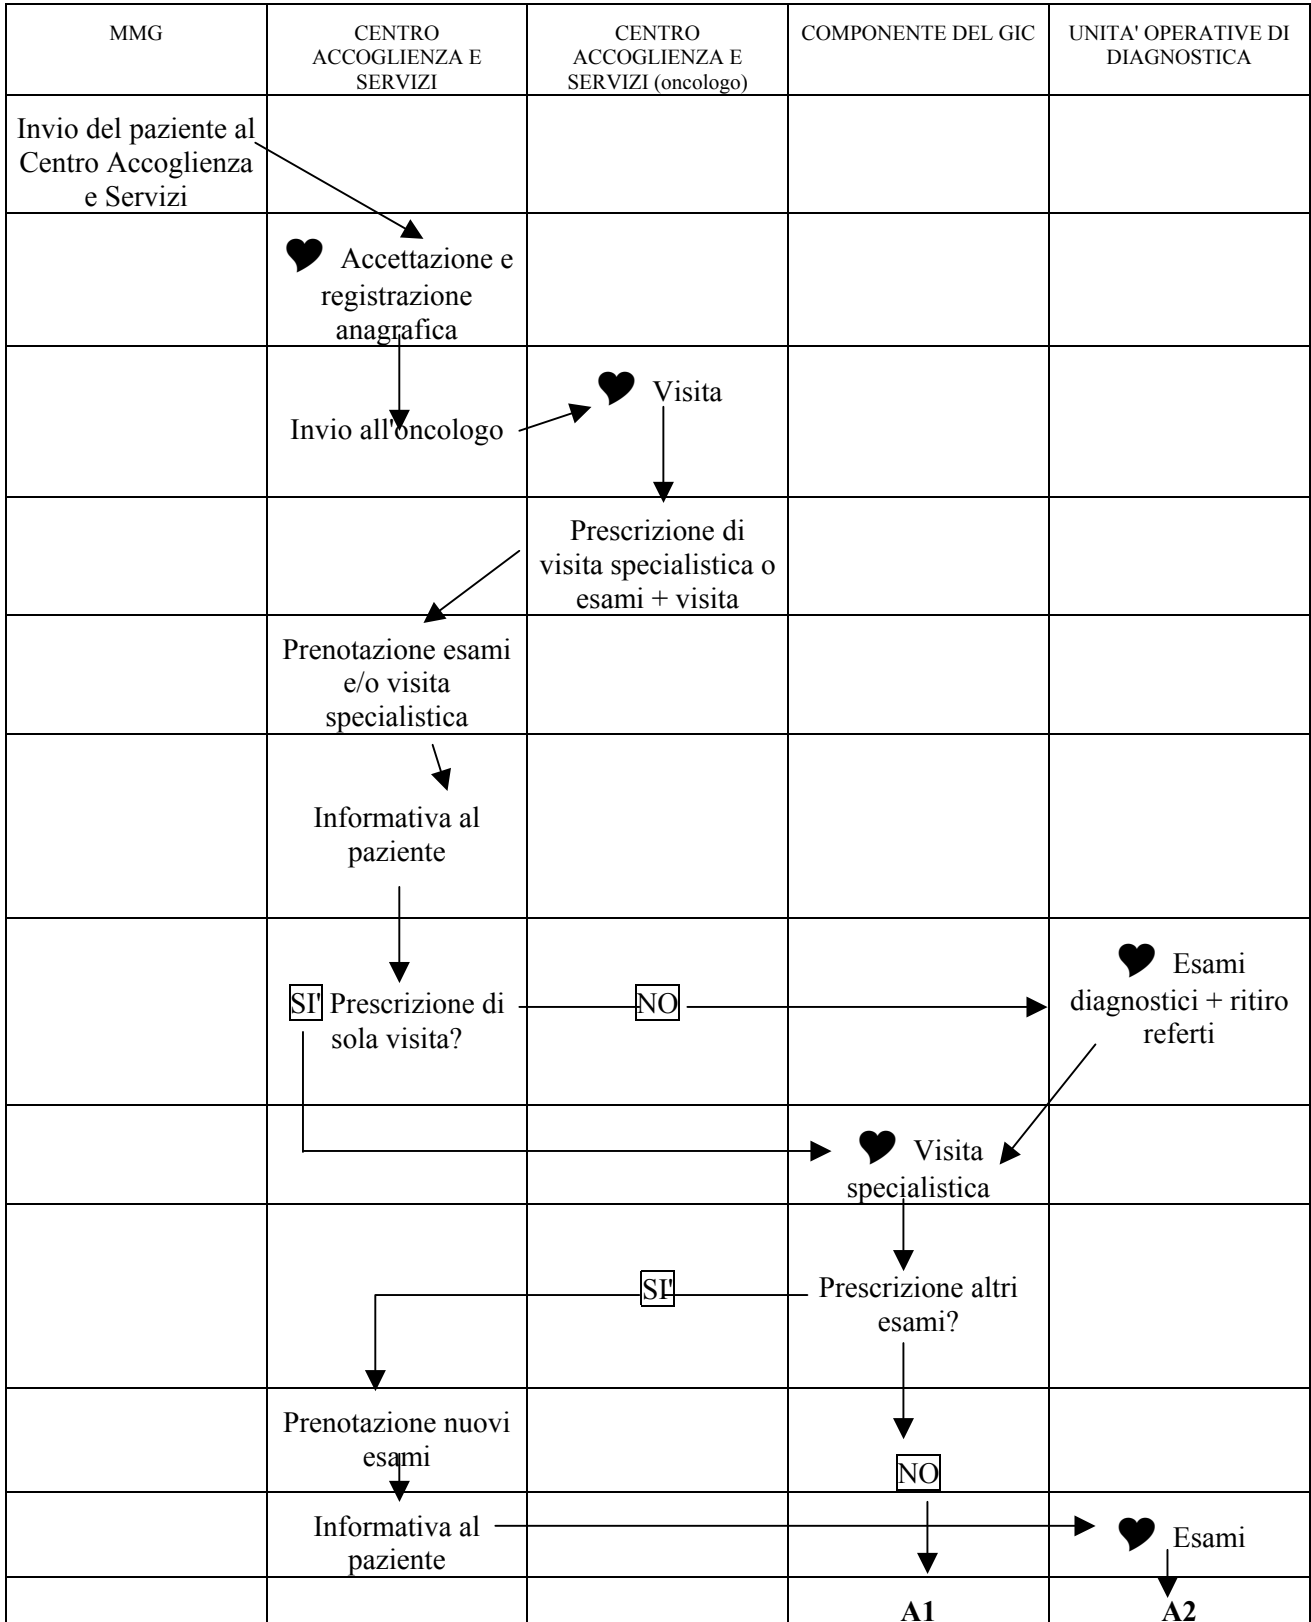 MMG
CENTRO
ACCOGLIENZA E
SERVIZI
CENTRO
ACCOGLIENZA E
SERVIZI (oncologo)
COMPONENTE DEL GIC
UNITA' OPERATIVE DI
DIAGNOSTICA
Invio del paziente al
Centro Accoglienza
e Servizi
Accettazione e
registrazione
anagrafica
Invio all'oncologo
Visita
Prescrizione di
visita specialistica o
esami + visita
Prenotazione esami
e/o visita
specialistica
Informativa al
paziente
SI' Prescrizione di
sola visita?
NO
Esami
diagnostici + ritiro
referti
Visita
specialistica
SI'
Prescrizione altri
esami?
Prenotazione nuovi
esami
NO
Informativa al
paziente
Esami
A1
A2